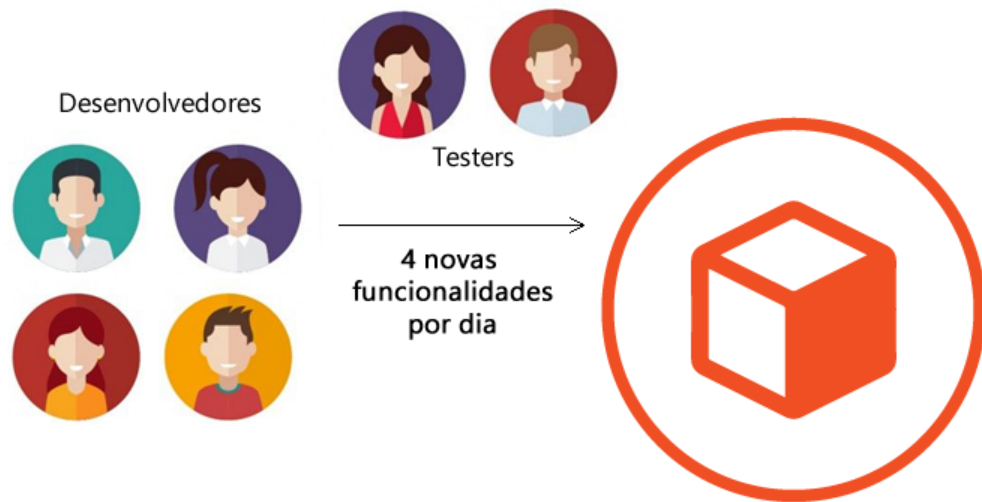 Desenvolvedores
Testers
4 novas
funcionalidades
por dia